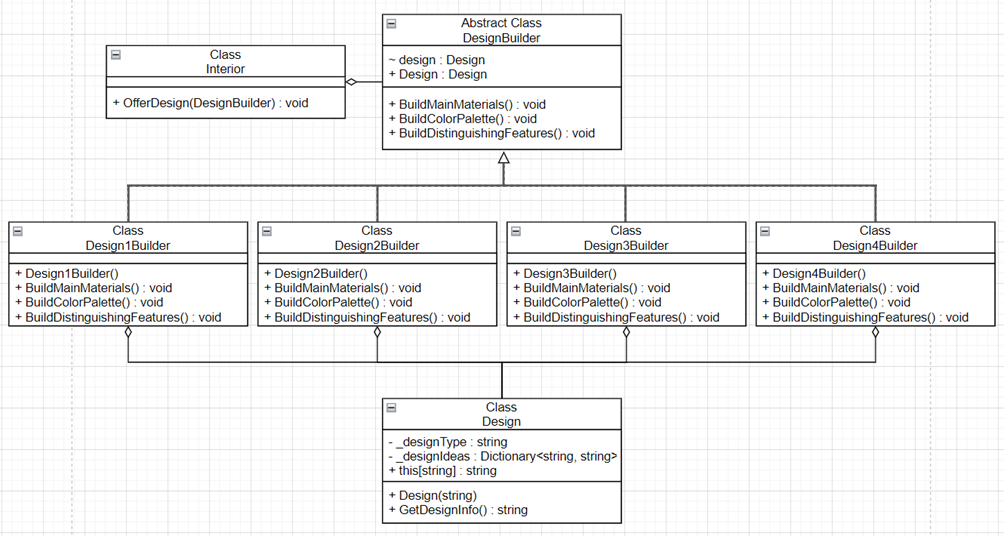 Abstract Class
DesignBuilder
~ design : Design
+ Design : Design
+ BuildMainMaterials() : void
+ BuildColorPalette() : void
+ BuildDistinguishingFeatures() : void
Class
Interior
+ OfferDesign(DesignBuilder) : void
Class
Design1Builder
+ Design1Builder()
+ BuildMainMaterials() : void
+ BuildColorPalette() : void
+ BuildDistinguishingFeatures() : void
Class
Design2Builder
+ Design2Builder()
+ BuildMainMaterials() : void
+ BuildColorPalette() : void
+ BuildDistinguishingFeatures() : void
Class
Design3Builder
+ Design3Builder()
+ BuildMainMaterials() : void
+ BuildColorPalette() : void
+ BuildDistinguishingFeatures() : void
Class
Design4Builder
+ Design4Builder()
+ BuildMainMaterials() : void
+ BuildColorPalette() : void
+ BuildDistinguishingFeatures() : void
Class
Design
- _designType : string
- _designIdeas : Dictionary<string, string>
+ this[string] : string
+ Design(string)
+ GetDesignInfo() : string